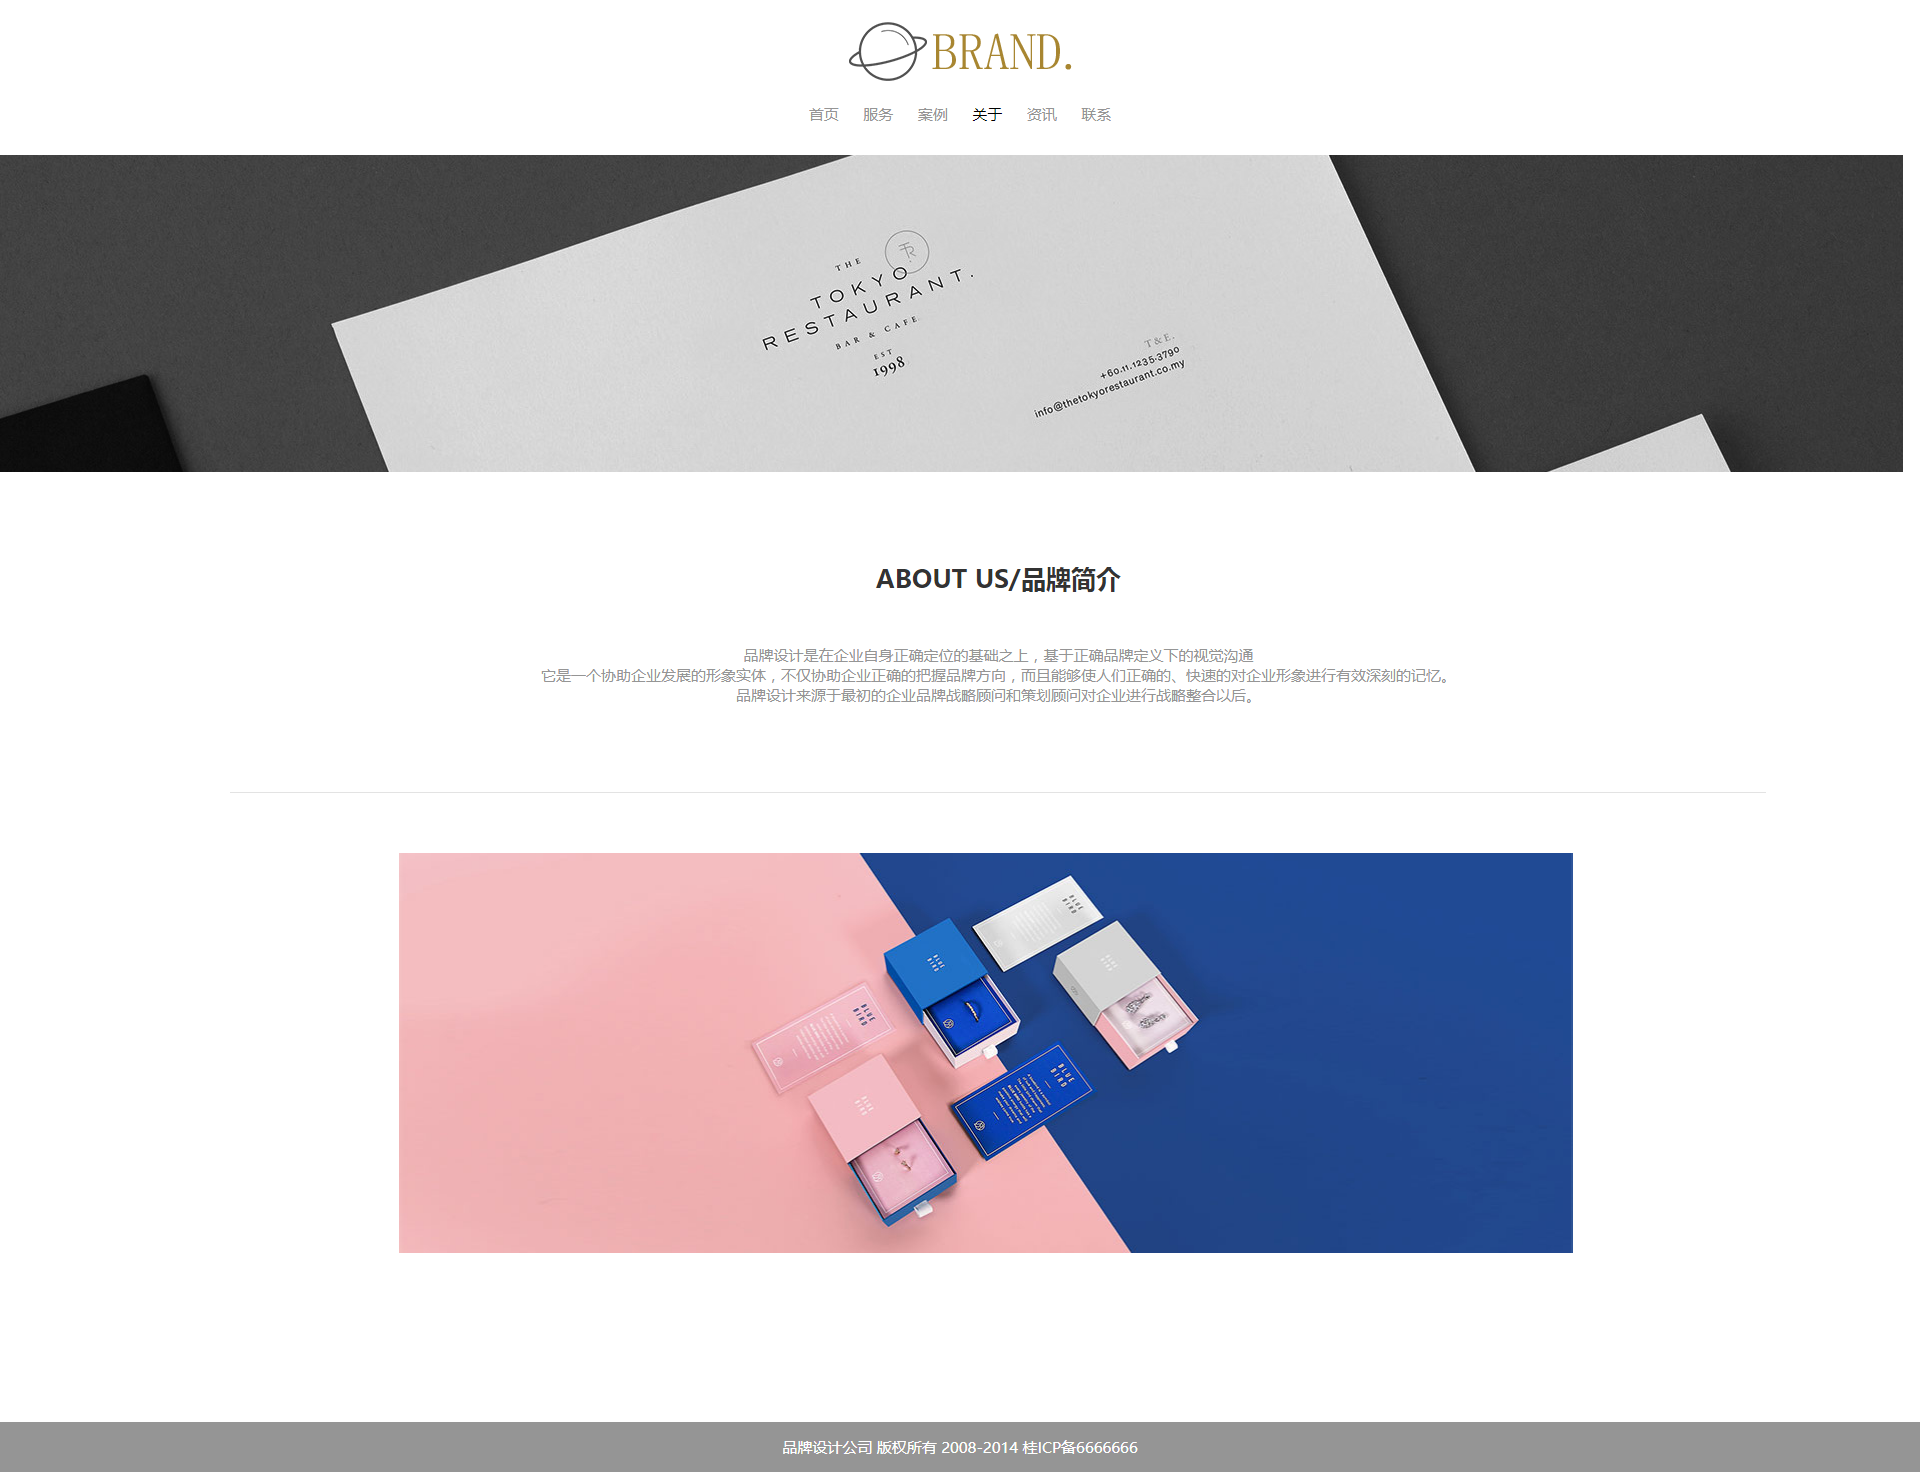 BRAND.
首页 服务 案例 关于 资讯 联系
THE
TOKYO
RESTAURANT.
BAR & CAFE.
EST
1998
T&E.
+60.11.1235.3790
info@thetokyorestaurant.co.my
ABOUT US/品牌简介
品牌设计是在企业自身正确定位的基础之上，基于正确品牌定义下的视觉沟通
它是一个协助企业发展的形象实体，不仅协助企业正确的把握品牌方向，而且能够使人们正确的、快速的对企业形象进行有效深刻的记忆。
品牌设计来源于最初的企业品牌战略顾问和策划顾问对企业进行战略整合以后。
BLUE
BIRD
BLUE
BIRD
品牌设计公司 版权所有 2008-2014 桂ICP备6666666